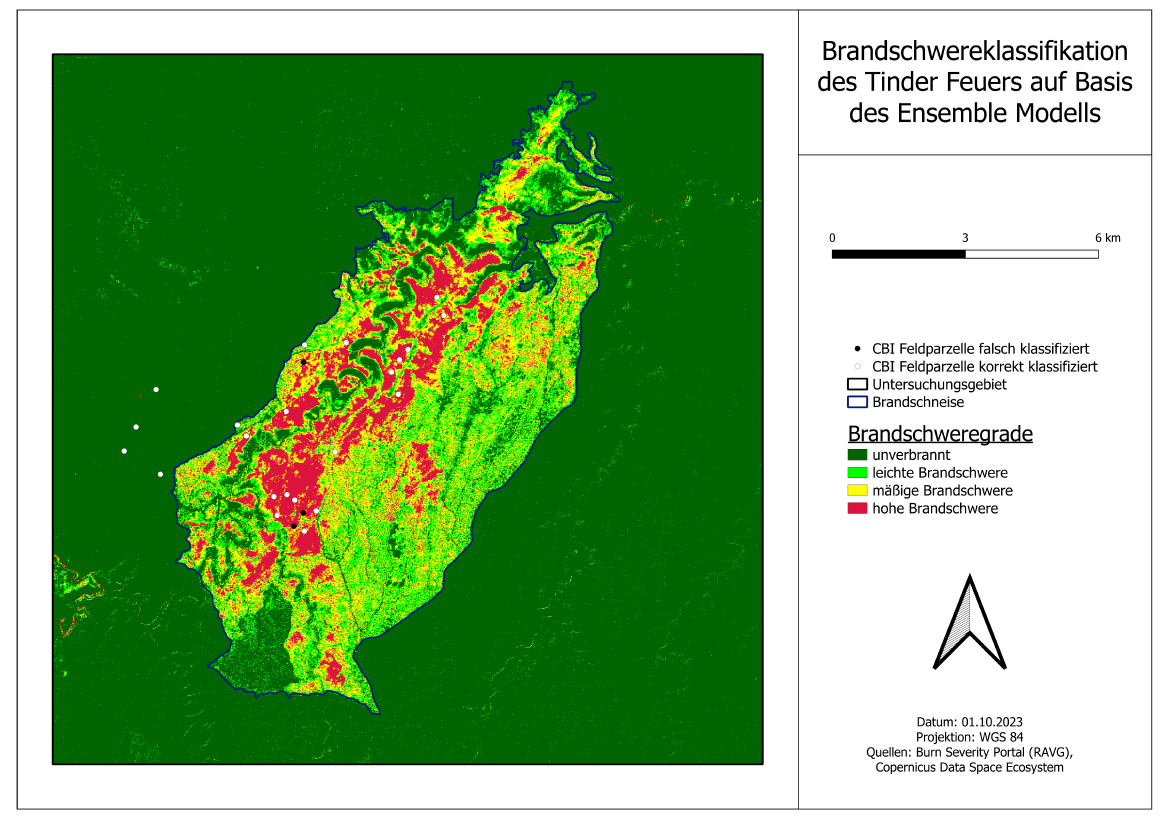 Brandschwereklassifikation
des Tinder Feuers auf Basis
des Ensemble Modells
0 3 6 km
CBI Feldparzelle falsch klassifiziert
CBI Feldparzelle korrekt klassifiziert
Untersuchungsgebiet
Brandschneise
Brandschweregrade
unverbrannt
leichte Brandschwere
mäßige Brandschwere
hohe Brandschwere
Datum: 01.10.2023
Projektion: WGS 84
Quellen: Burn Severity Portal (RAVG),
Copernicus Data Space Ecosystem